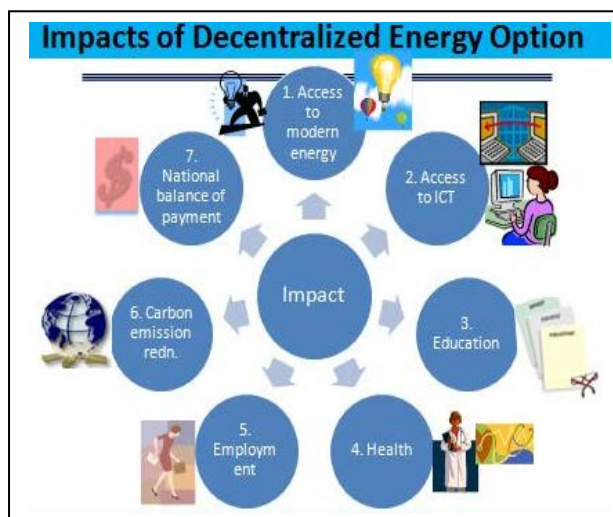 Impacts of Decentralized Energy Option
1. Access
to
modern
energy
2. Access
to ICT
3.
Education
4. Health
5.
Employm
ent
6. Carbon
emission
redn.
7.
National
balance of
payment
Impact